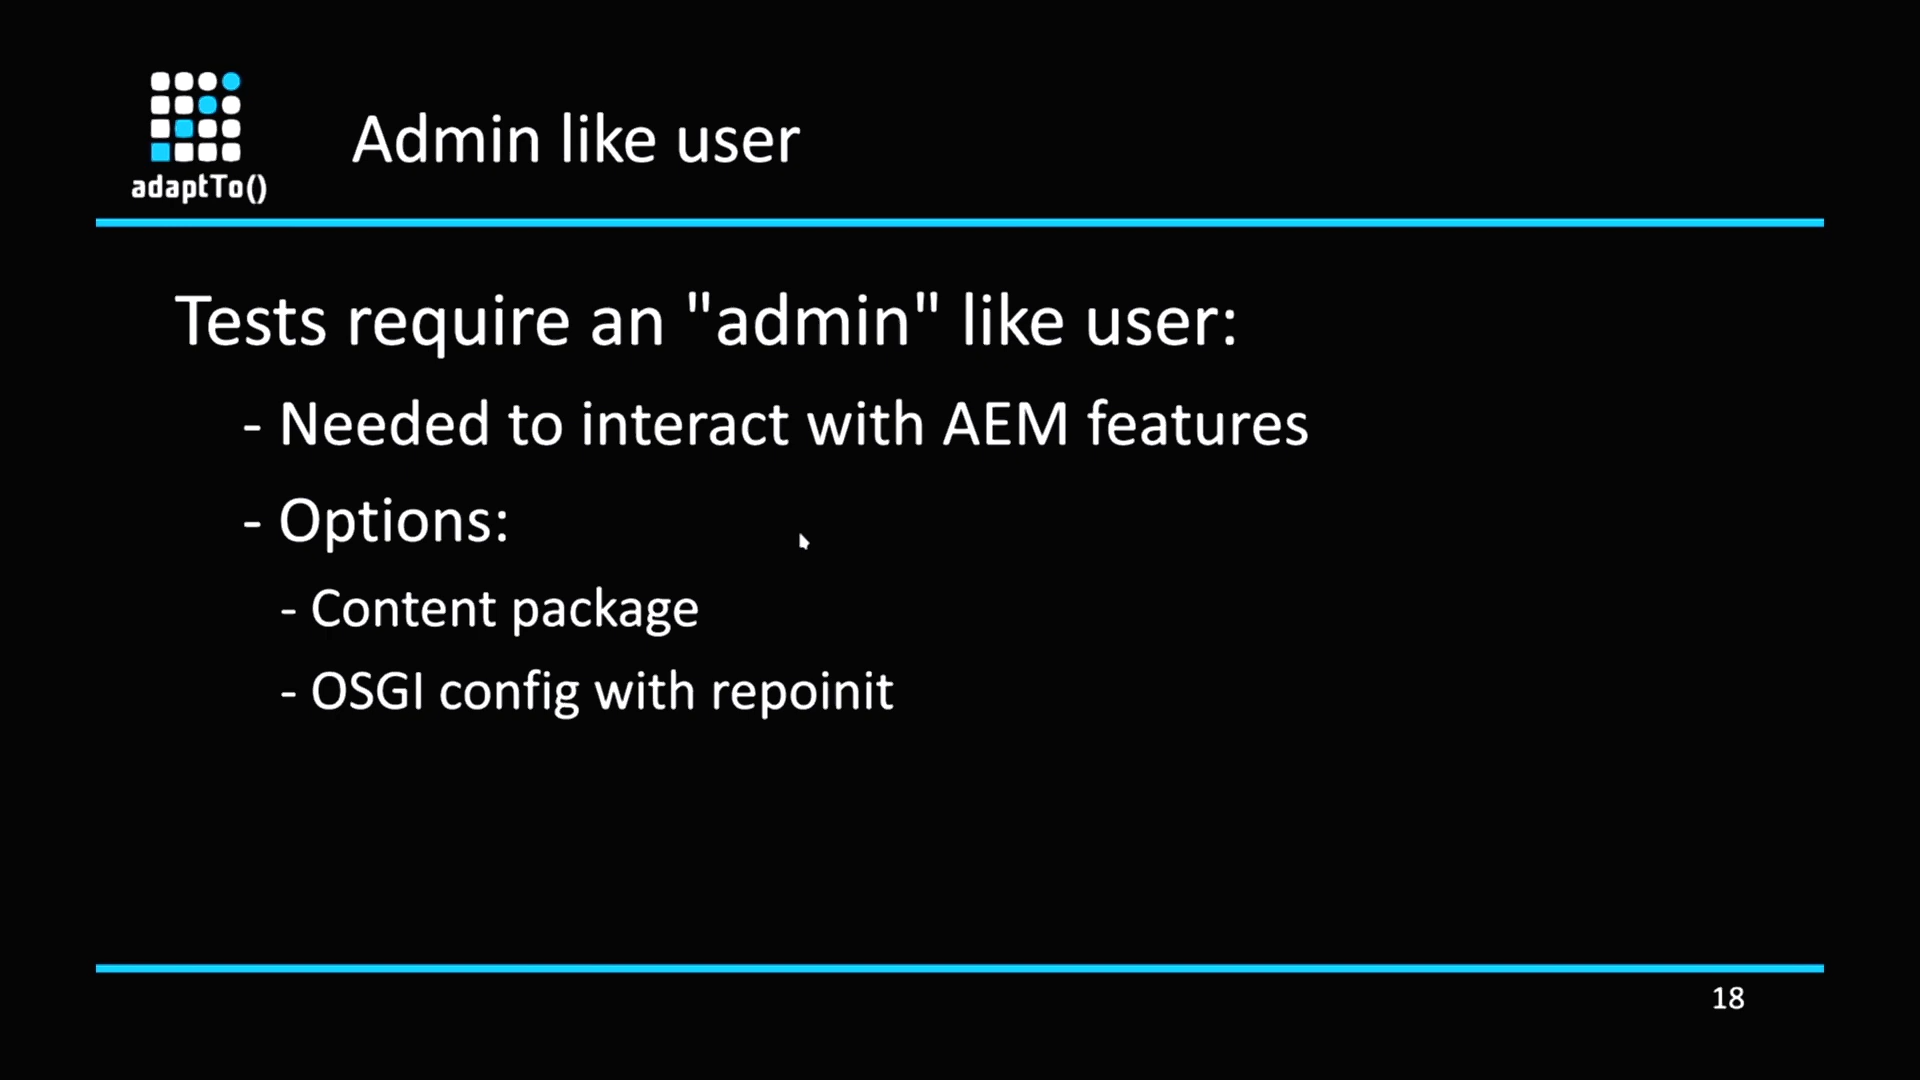 adaptTo()
Admin like user
Tests require an "admin" like user:
- Needed to interact with AEM features
- Options:
- Content package
- OSGI config with repoinit
18